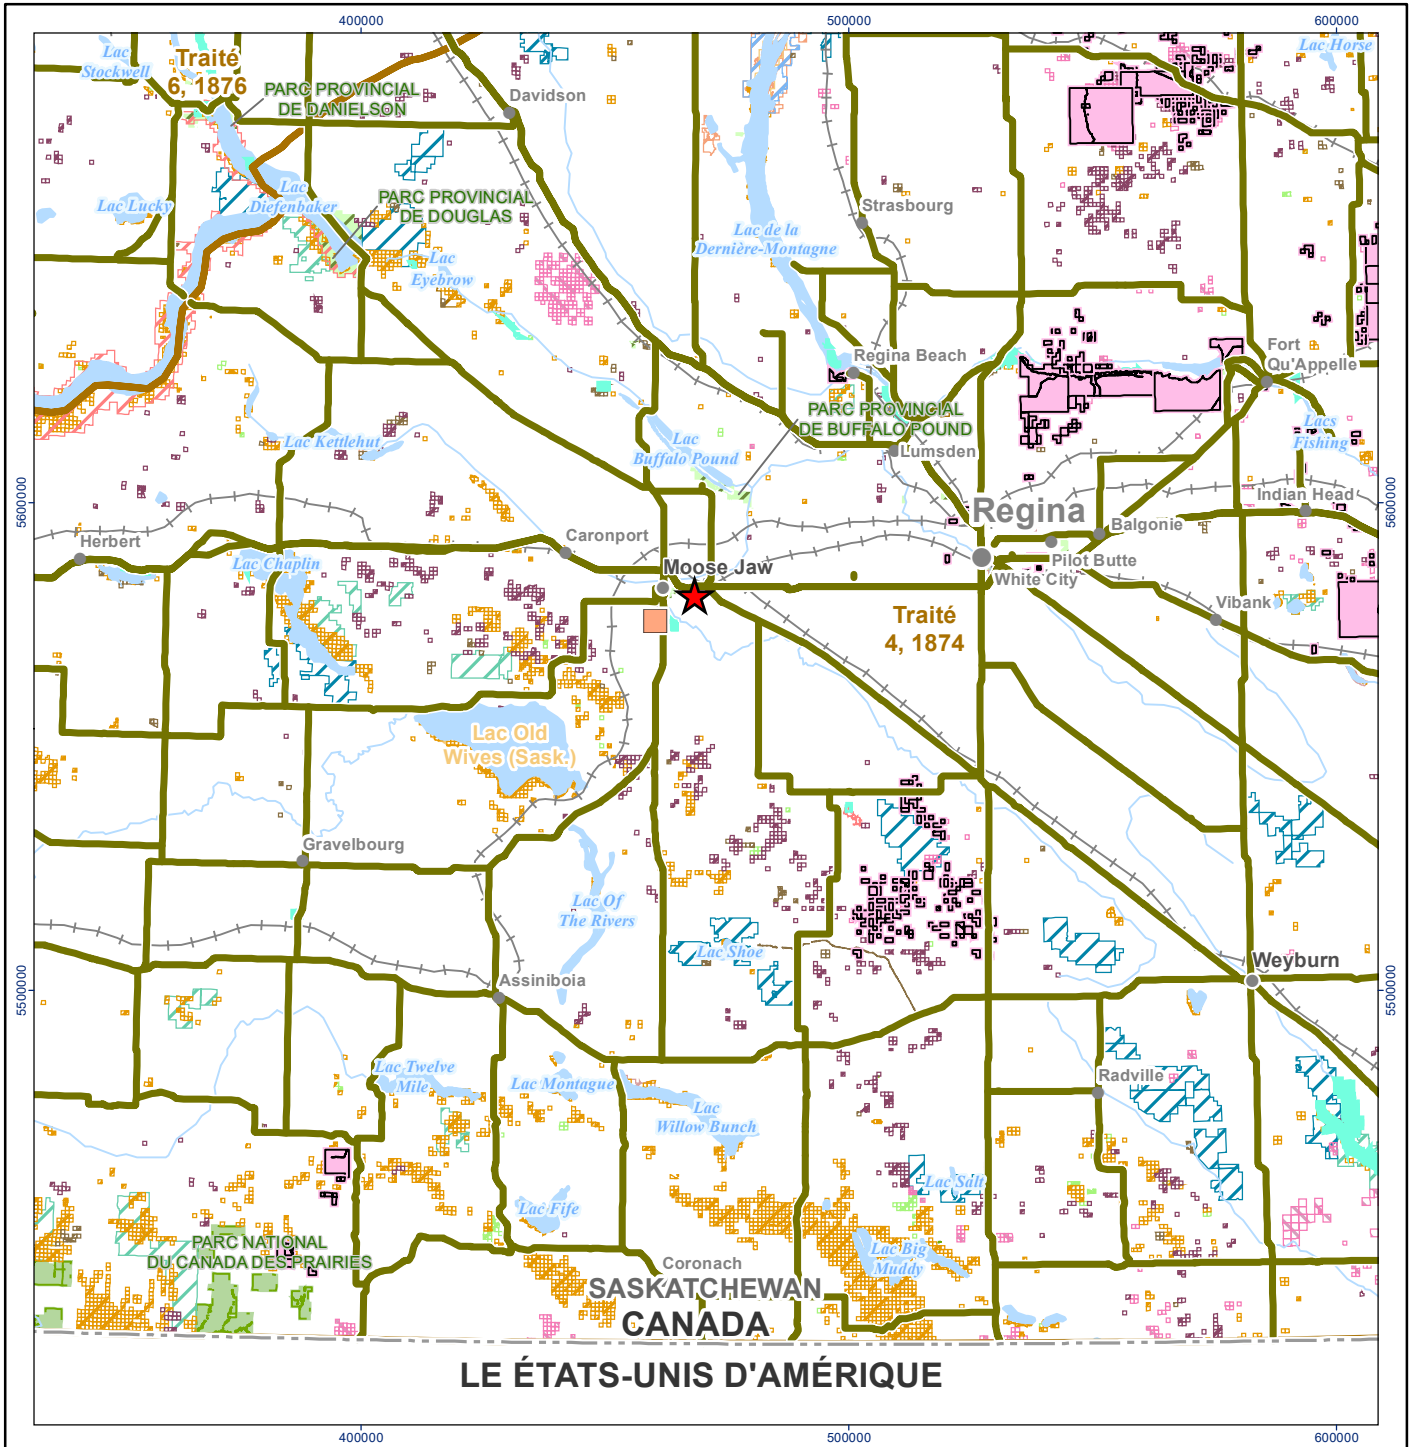 400000
500000
600000
Lac
Stockwell
Traité
6, 1876
PARC PROVINCIAL
DE DANIELSON
Davidson
Lac Horse
Lac Lucky
Lac
Diefenbaker
PARC PROVINCIAL
DE DOUGLAS
Strasbourg
Lac de la
Dernière-Montagne
Lac
Eyebrow
Regina Beach
Fort
Qu'Appelle
PARC PROVINCIAL
DE BUFFALO POUND
Lac Kettlehut
Lac
Buffalo Pound
Lumsden
Lacs
Fishing
5600000
5600000
Regina
Indian Head
Balgonie
Herbert
Caronport
Lac Chaplin
Moose Jaw
Pilot Butte
White City
Traité
4, 1874
Vibank
Lac Old
Wives (Sask.)
Gravelbourg
Lac Of
The Rivers
Lac Shoe
Weyburn
Assiniboia
5500000
5500000
Lac Twelve
Mile
Lac Montague
Radville
Lac
Willow Bunch
Lac Salt
Lac Fife
PARC NATIONAL
DU CANADA DES PRAIRIES
Lac Big
Muddy
Coronach
SASKATCHEWAN
CANADA
LE ÉTATS-UNIS D'AMÉRIQUE
400000
500000
600000